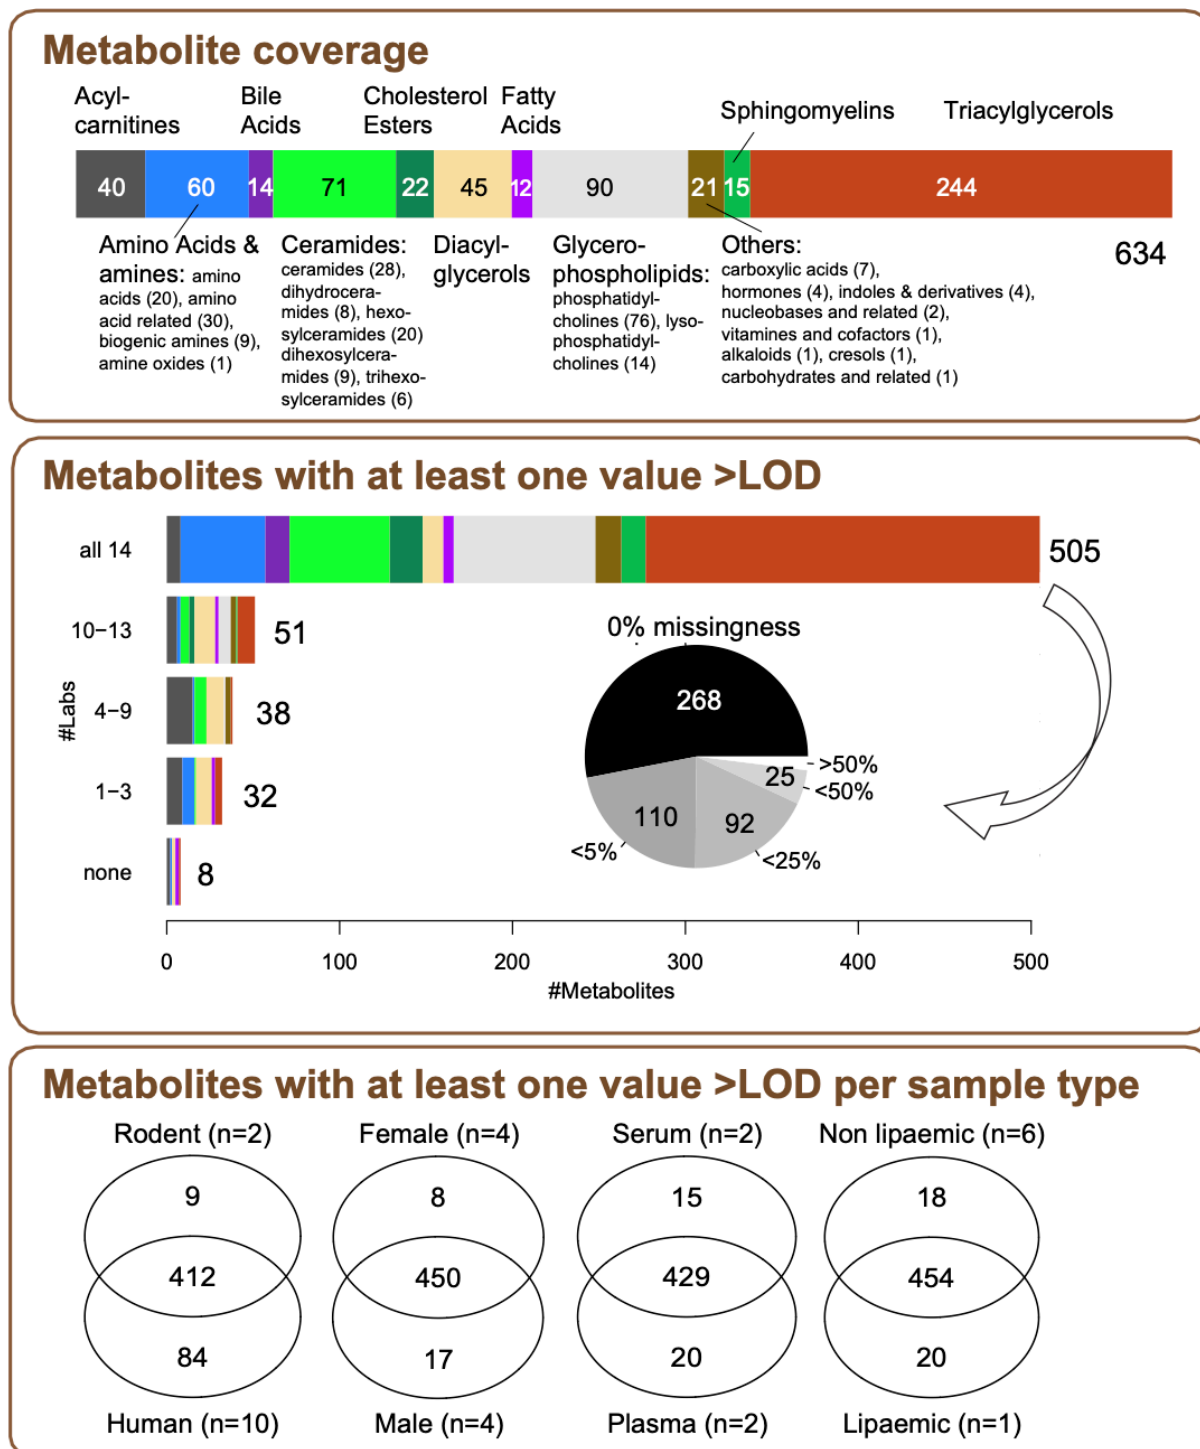 Metabolite coverage
Acyl-
carnitines
Bile
Acids
Cholesterol
Esters
Fatty
Acids
Sphingomyelins
Triacylglycerols
40 60 14 71 22 45 12 90 21 15 244
634
Amino Acids &
amines: amino
acids (20), amino
acid related (30),
biogenic amines (9),
amine oxides (1)
Ceramides:
ceramides (28),
dihydrocera-
mides (8), hexo-
sylceramides (20)
dihexosylcera-
mides (9), trihexo-
sylceramides (6)
Diacyl-
glycerols
Glycero-
phospholipids:
phosphatidyl-
cholines (76), lyso-
phosphatidyl-
cholines (14)
Others:
carboxylic acids (7),
hormones (4), indoles & derivatives (4),
nucleobases and related (2),
vitamines and cofactors (1),
alkaloids (1), cresols (1),
carbohydrates and related (1)
Metabolites with at least one value >LOD
#Labs
all 14 505
10−13 51
4−9 38
1−3 32
none 8
0% missingness
268
>50%
25
<50%
110
92
<5%
<25%
0 100 200 300 400 500
#Metabolites
Metabolites with at least one value >LOD per sample type
Rodent (n=2) Female (n=4) Serum (n=2) Non lipaemic (n=6)
9 8 15 18
412 450 429 454
84 17 20 20
Human (n=10) Male (n=4) Plasma (n=2) Lipaemic (n=1)